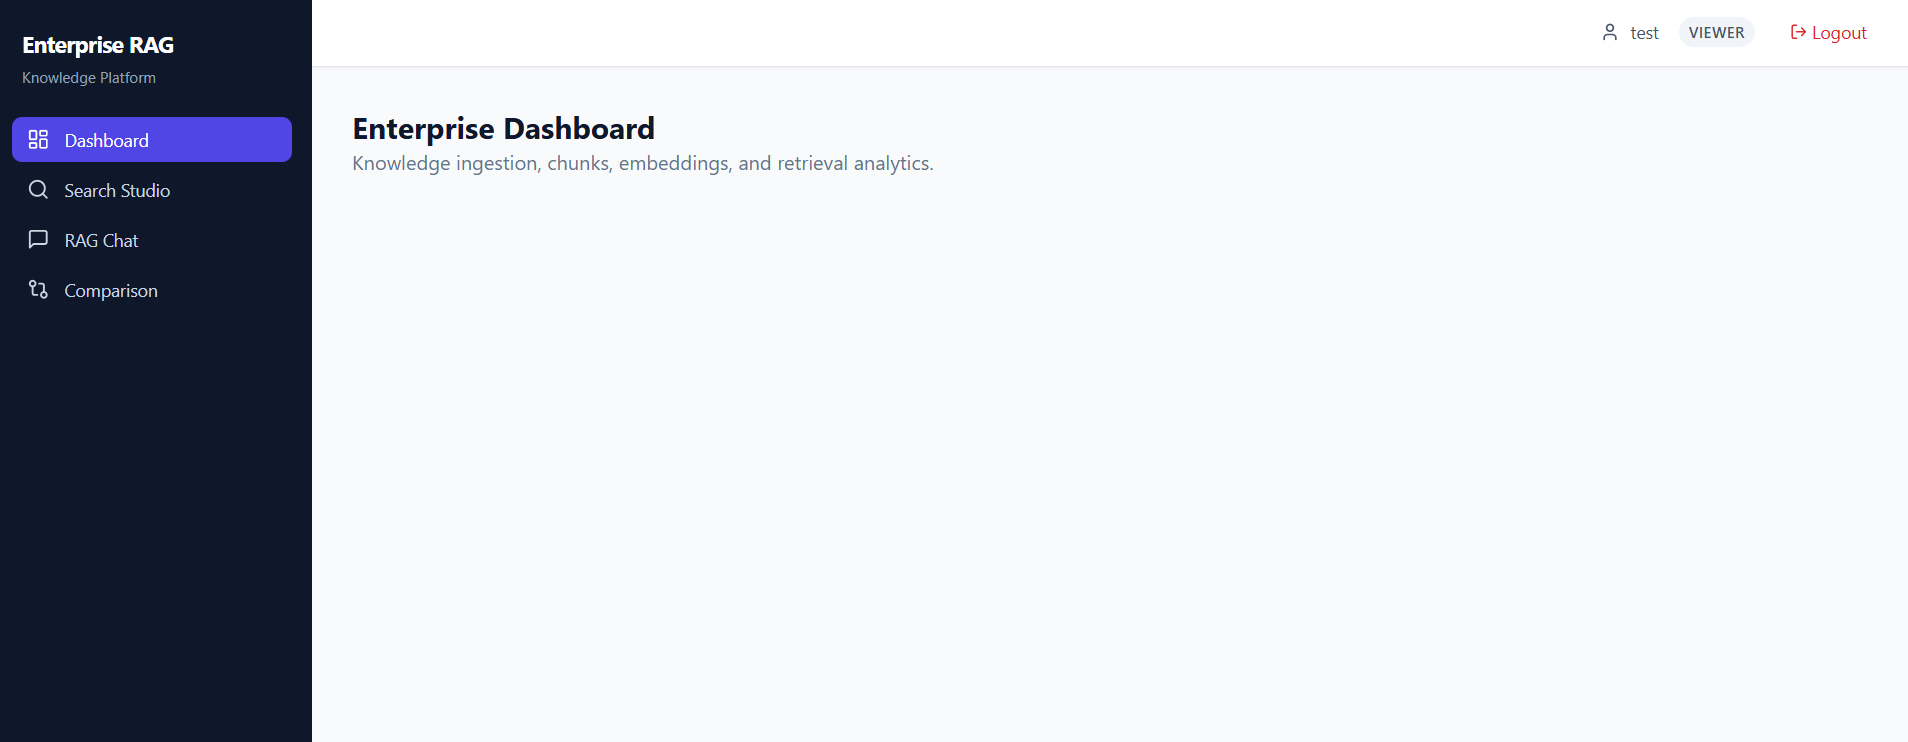 Enterprise RAG
Knowledge Platform
Dashboard
Search Studio
RAG Chat
Comparison
test
VIEWER
Logout
Enterprise Dashboard
Knowledge ingestion, chunks, embeddings, and retrieval analytics.